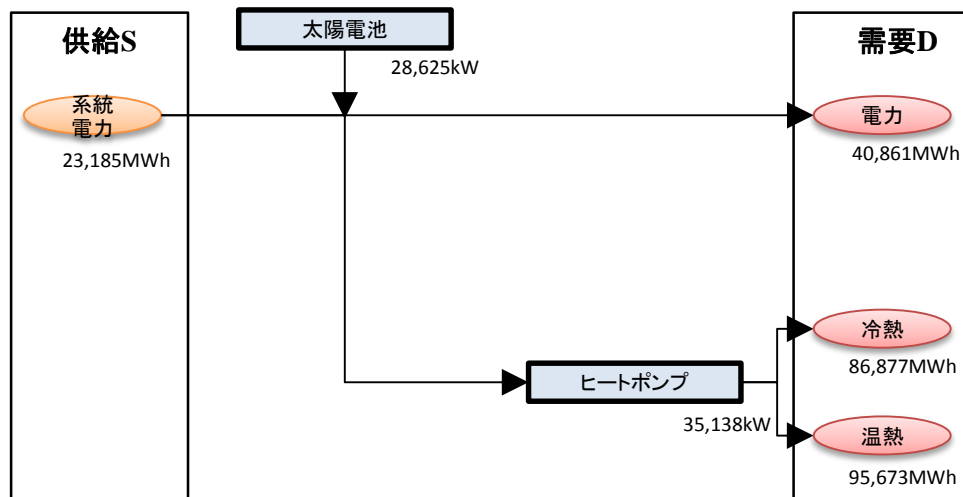 供給S
太陽電池
需要D
28,625kW
系統
電力
電力
23,185MWh
40,861MWh
冷熱
ヒートポンプ
86,877MWh
35,138kW
温熱
95,673MWh